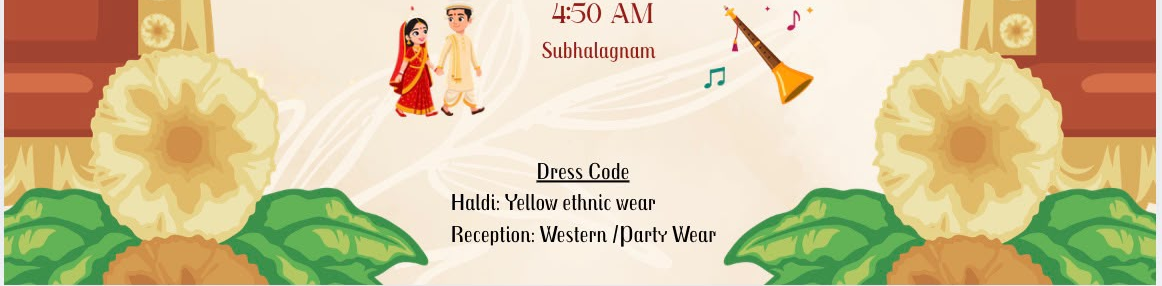 4:50 AM
Subhalagnam
Dress Code
Haldi: Yellow ethnic wear
Reception: Western /Party Wear